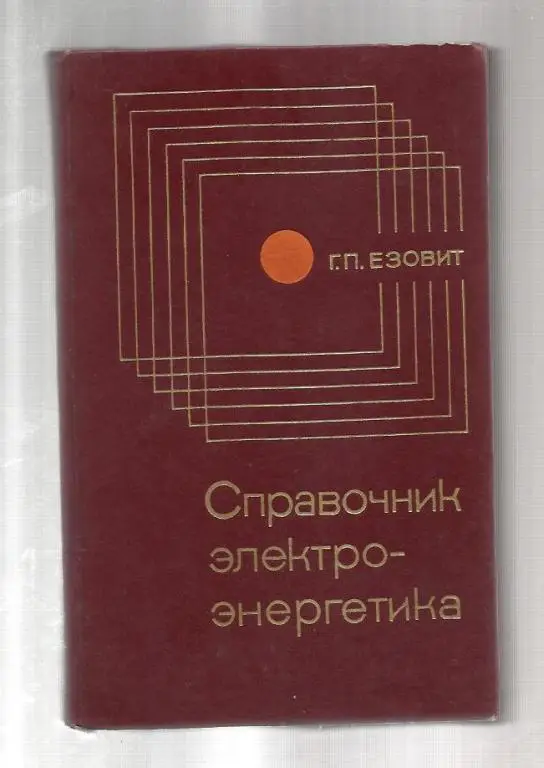 Г.П. ЕЗОВИТ
Справочник
электро-
энергетика